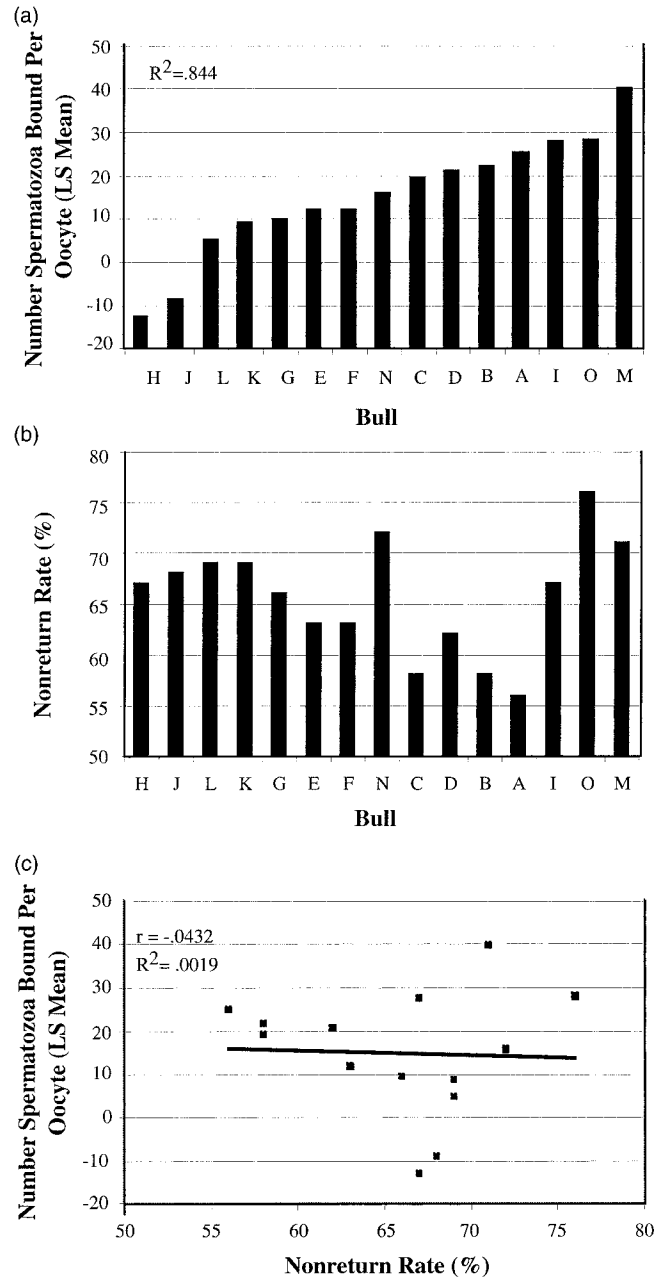 (a)
Number Spermatozoa Bound Per
Oocyte (LS Mean)
50
40
30
20
10
0
-10
-20
R2=.844
H J L K G E F N C D B A I O M
Bull
(b)
Nonreturn Rate (%)
80
75
70
65
60
55
50
H J L K G E F N C D B A I O M
Bull
(c)
Number Spermatozoa Bound Per
Oocyte (LS Mean)
50
40
30
20
10
0
-10
-20
r = -.0432
R2= .0019
50 55 60 65 70 75 80
Nonreturn Rate (%)